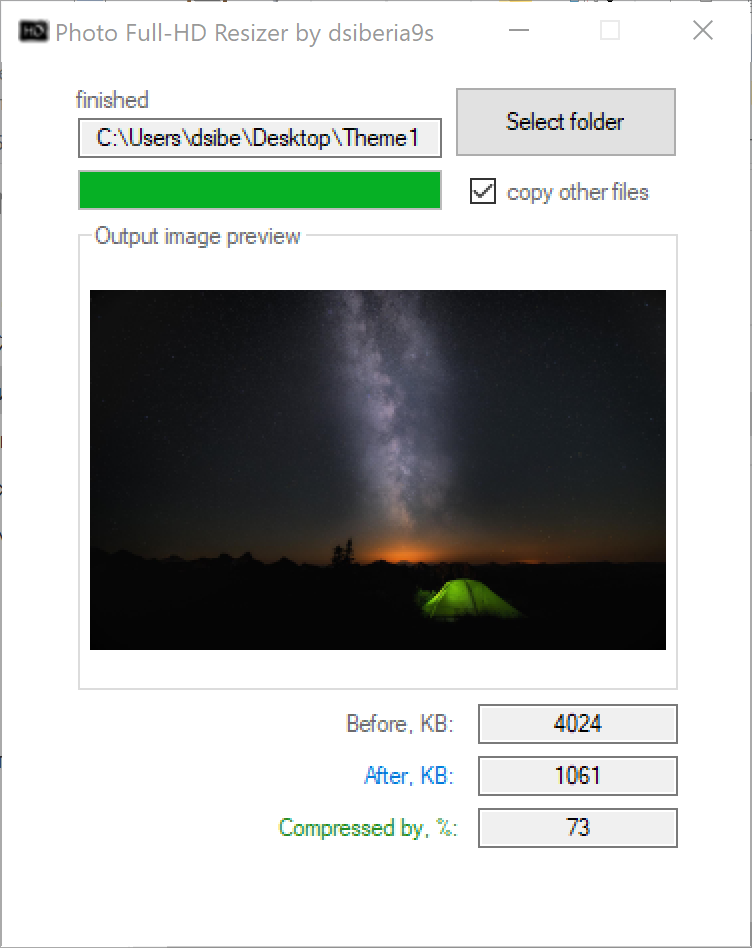 HD Photo Full-HD Resizer by dsiberia9s
finished
C:\Users\dsibe\Desktop\Theme1
Select folder
copy other files
Output image preview
Before, KB: 4024
After, KB: 1061
Compressed by, %: 73